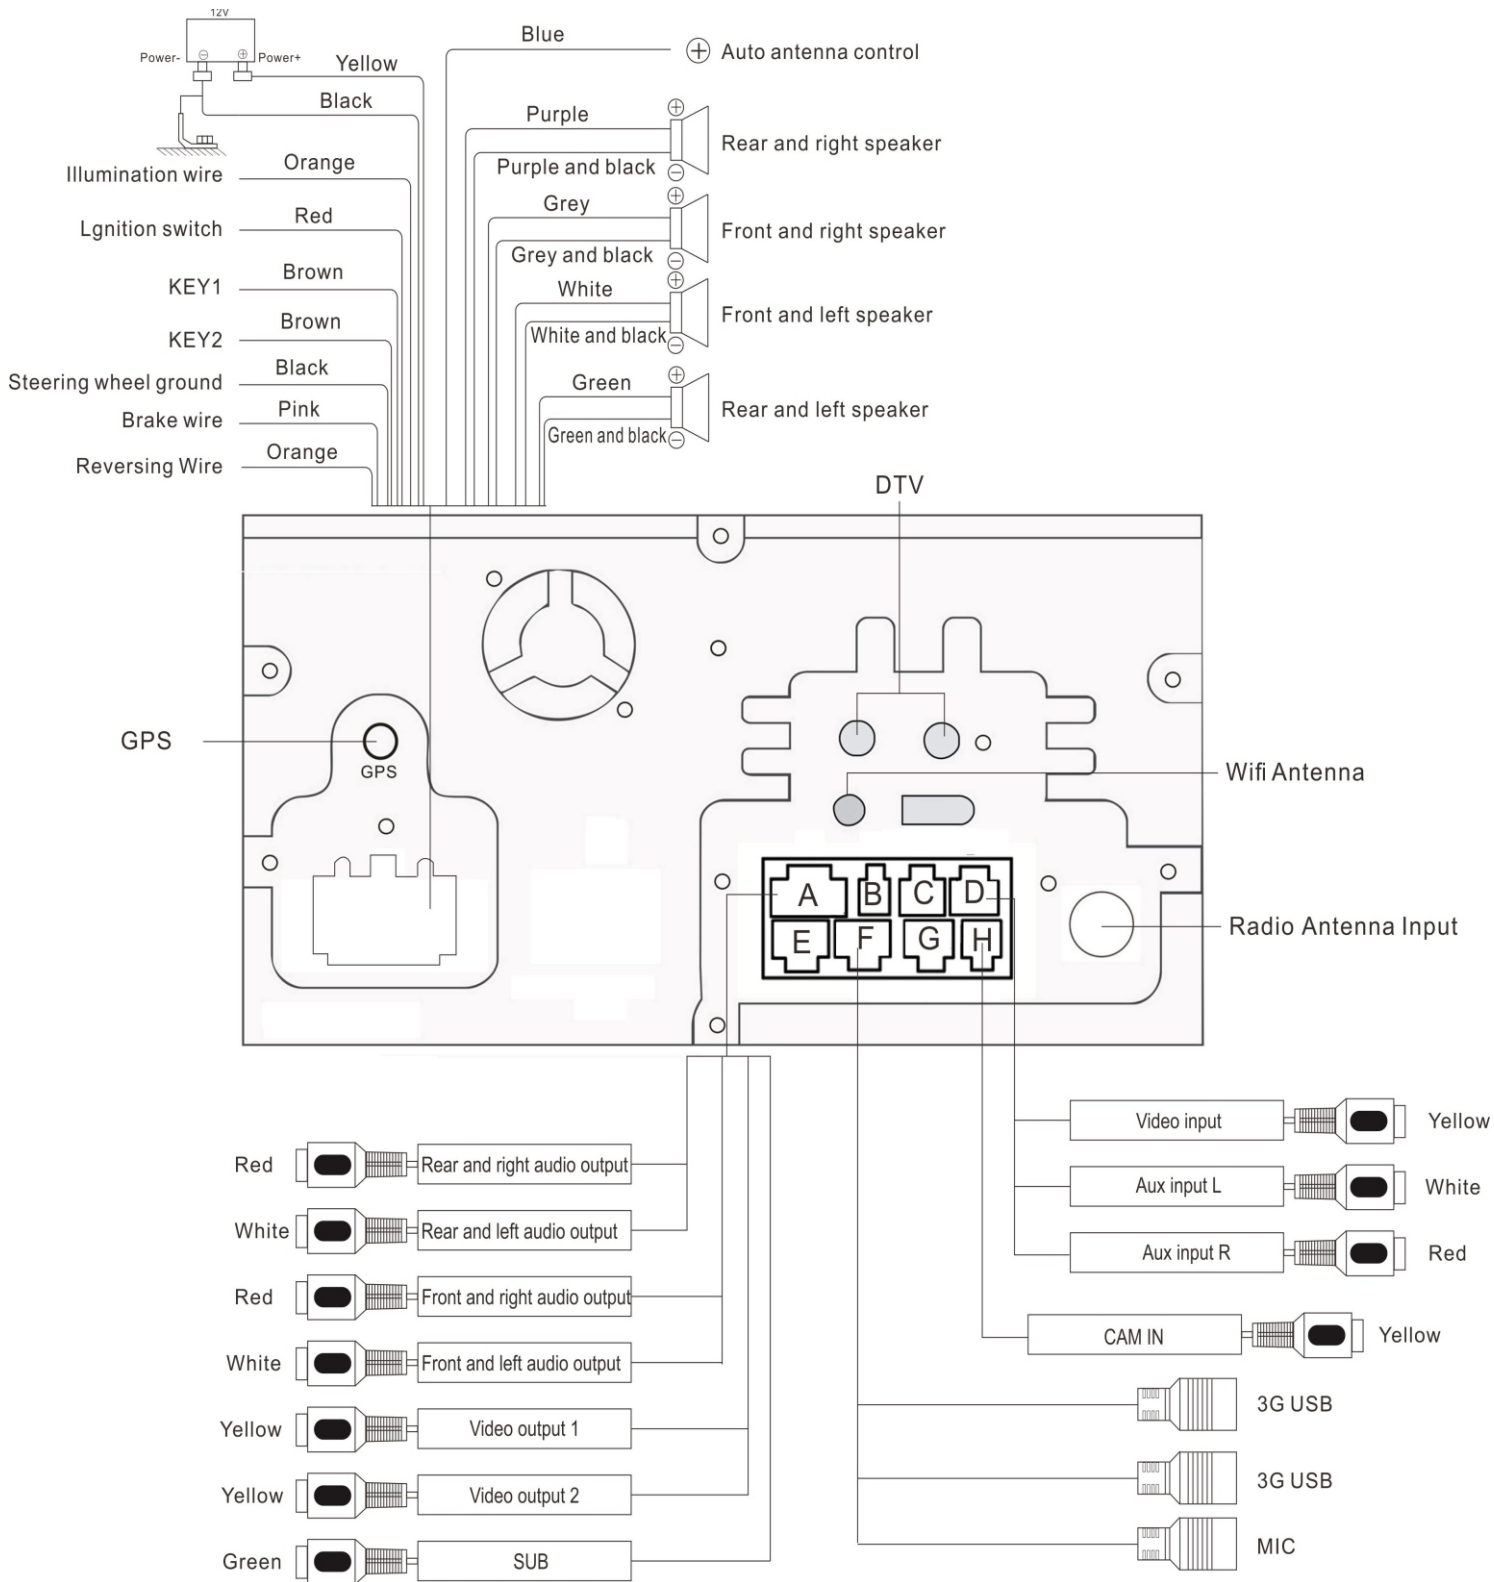 12V
Power-
Power+
Yellow
Black
Blue
Auto antenna control
Purple
Purple and black
Rear and right speaker
Illumination wire
Orange
Grey
Grey and black
Front and right speaker
Lgnition switch
Red
White
White and black
Front and left speaker
KEY1
Brown
KEY2
Brown
Green
Green and black
Rear and left speaker
Steering wheel ground
Black
Brake wire
Pink
Reversing Wire
Orange
DTV
GPS
GPS
Wifi Antenna
A
B
C
D
E
F
G
H
Radio Antenna Input
Red
Rear and right audio output
White
Rear and left audio output
Red
Front and right audio output
White
Front and left audio output
Yellow
Video output 1
Yellow
Video output 2
Green
SUB
Video input
Yellow
Aux input L
White
Aux input R
Red
CAM IN
Yellow
3G USB
3G USB
MIC